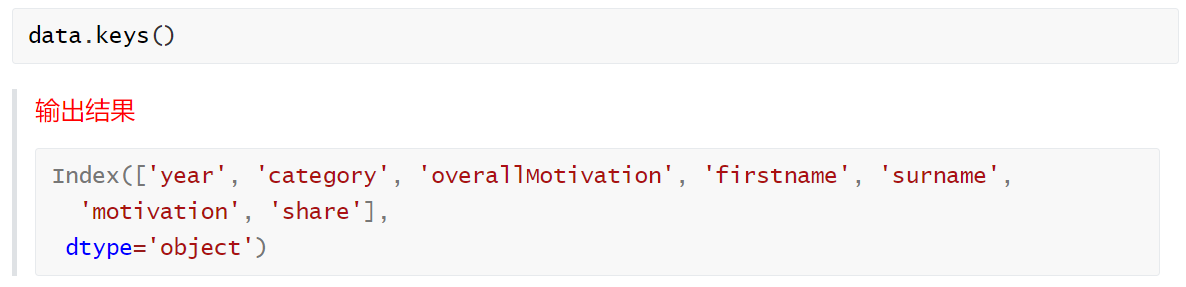 data.keys()
输出结果
Index(['year', 'category', 'overallMotivation', 'firstname', 'surname',
'motivation', 'share'],
dtype='object')